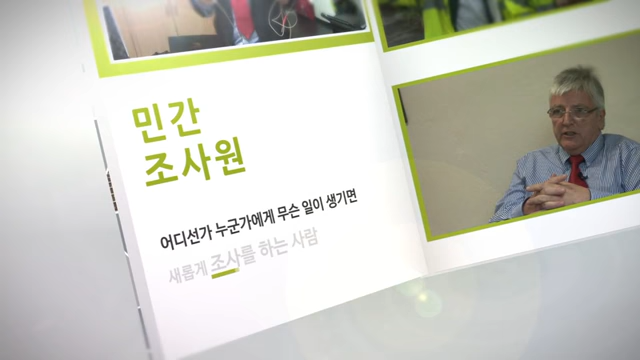 민간
조사원
어디선가 누군가에게 무슨 일이 생기면
새롭게 조사를 하는 사람